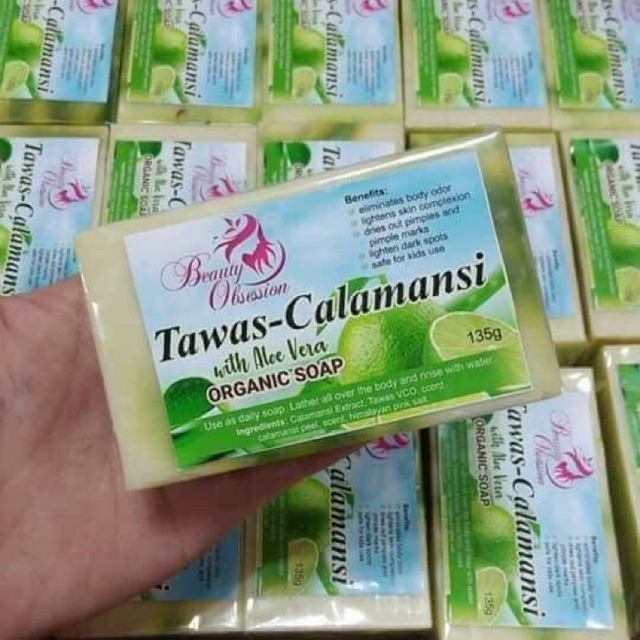 Benefits:
eliminates body odor
lightens skin complexion
dries out pimples and
pimple marks
lighten dark spots
safe for kids use
Beauty
Obsession
Tawas-Calamansi
with Aloe Vera
135g
ORGANIC SOAP
Use as daily soap. Lather all over the body and rinse with water.
Ingredients: Calamansi Extract, Tawas VCO, ccord
calamansi peel, scent, himalayan pink salt